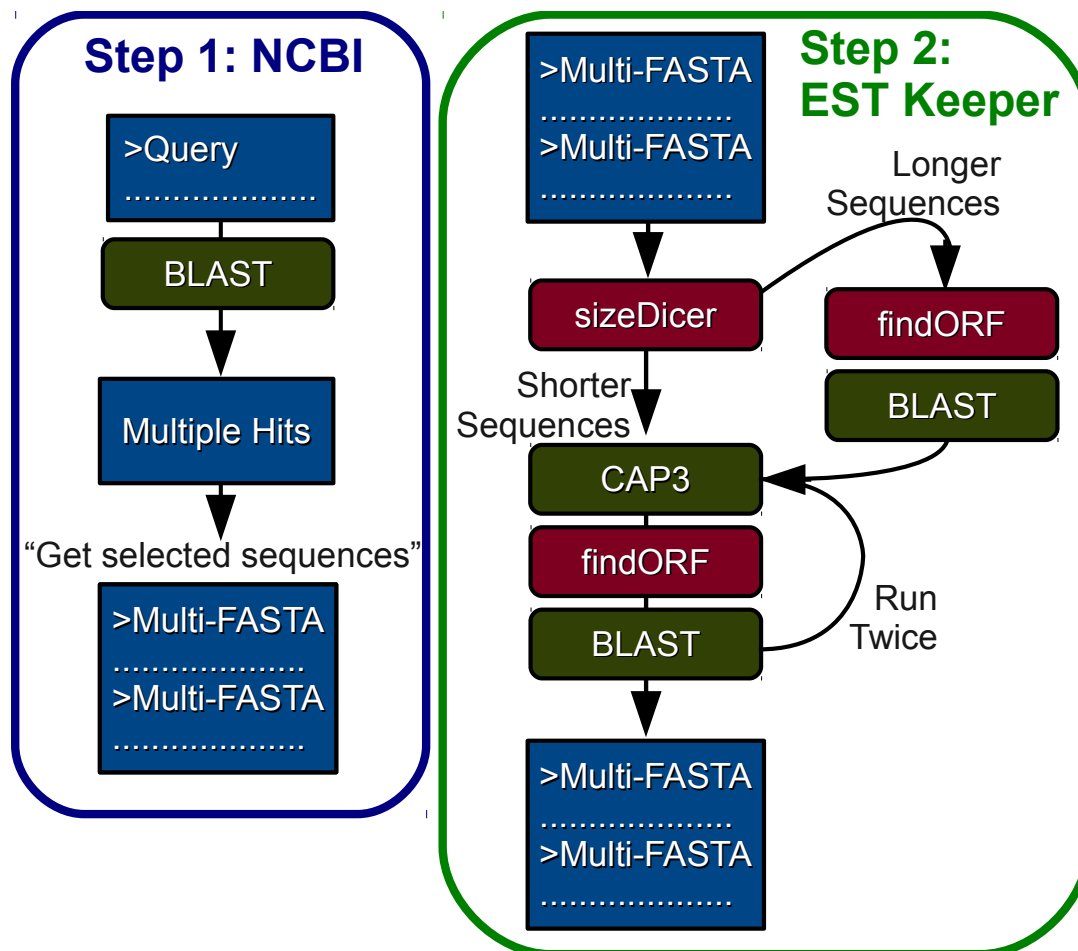 Step 1: NCBI
>Query
....................
BLAST
Multiple Hits
“Get selected sequences”
>Multi-FASTA
....................
>Multi-FASTA
....................
Step 2:
EST Keeper
>Multi-FASTA
....................
>Multi-FASTA
....................
sizeDicer
Longer
Sequences
findORF
BLAST
Shorter
Sequences
CAP3
findORF
BLAST
Run
Twice
>Multi-FASTA
....................
>Multi-FASTA
....................